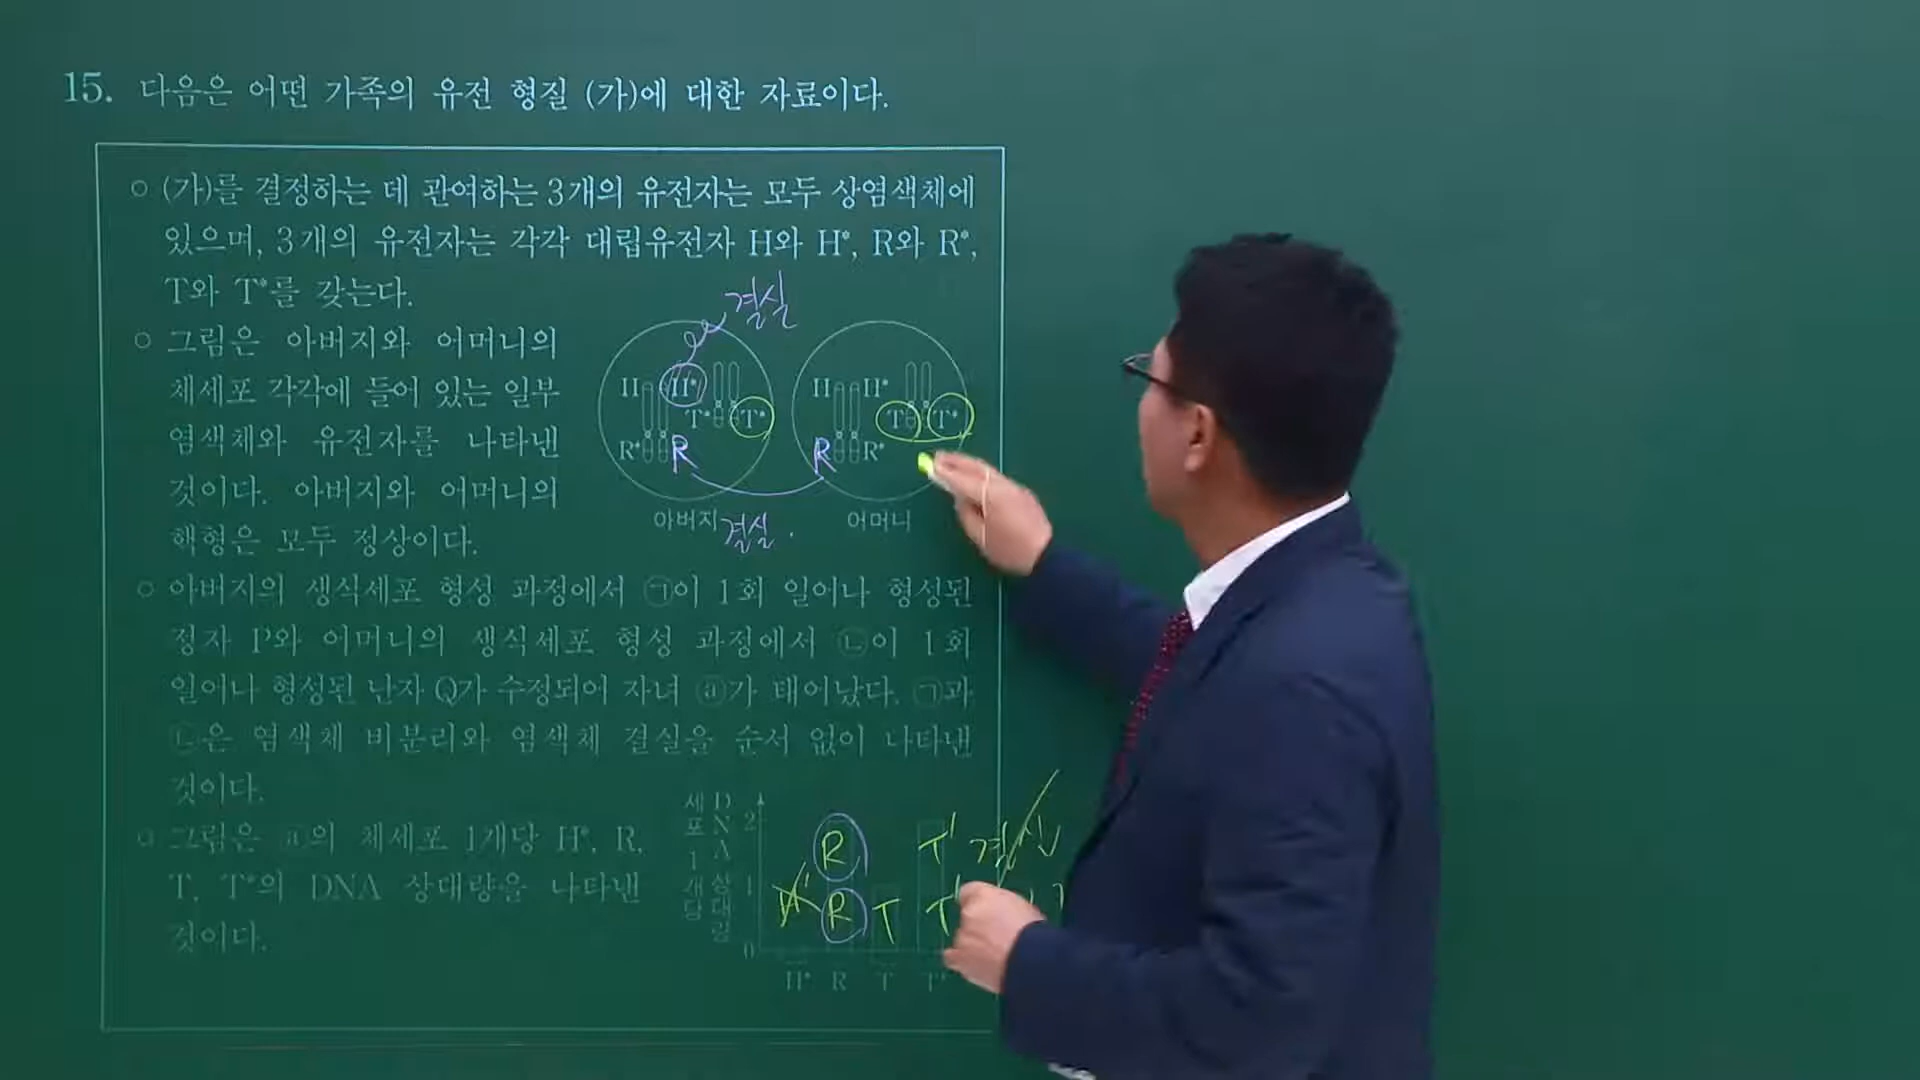 15. 다음은 어떤 가족의 유전 형질 (가)에 대한 자료이다.
○ (가)를 결정하는 데 관여하는 3개의 유전자는 모두 상염색체에
있으며, 3개의 유전자는 각각 대립유전자 H와 H*, R와 R*,
T와 T*를 갖는다.
○ 그림은 아버지와 어머니의
체세포 각각에 들어 있는 일부
염색체와 유전자를 나타낸
것이다. 아버지와 어머니의
핵형은 모두 정상이다.
결실
H H* T* T* R* R
H H* T T* R R*
아버지 결실. 어머니
○ 아버지의 생식세포 형성 과정에서 ㉠이 1회 일어나 형성된
정자 P와 어머니의 생식세포 형성 과정에서 ㉡이 1회
일어나 형성된 난자 Q가 수정되어 자녀 ⓐ가 태어났다. ㉠과
㉡은 염색체 비분리와 염색체 결실을 순서 없이 나타낸
것이다.
○ 그림은 ⓐ의 체세포 1개당 H*, R,
T, T*의 DNA 상대량을 나타낸
것이다.
세포 1개당 DNA 상대량
2
1
0
R T' 결실
H' R T T'
H* R T T*